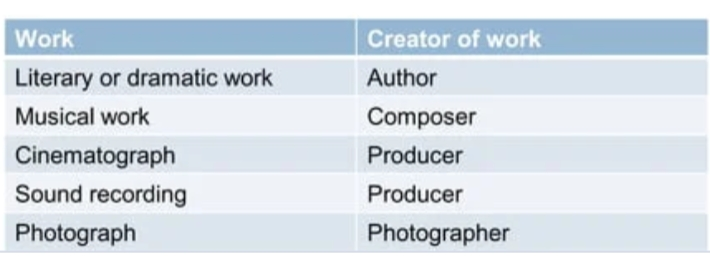 Work Creator of work
Literary or dramatic work Author
Musical work Composer
Cinematograph Producer
Sound recording Producer
Photograph Photographer